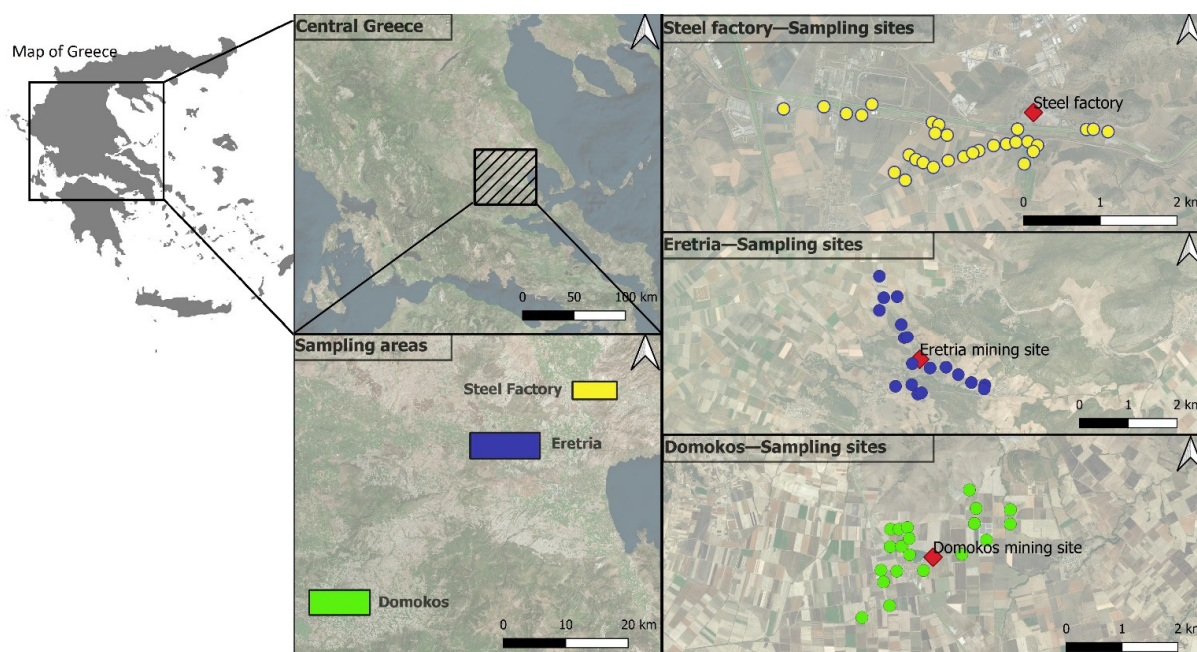 Map of Greece
Central Greece
0 50 100 km
Sampling areas
Steel Factory
Eretria
Domokos
0 10 20 km
Steel factory—Sampling sites
Steel factory
0 1 2 km
Eretria—Sampling sites
Eretria mining site
0 1 2 km
Domokos—Sampling sites
Domokos mining site
0 1 2 km